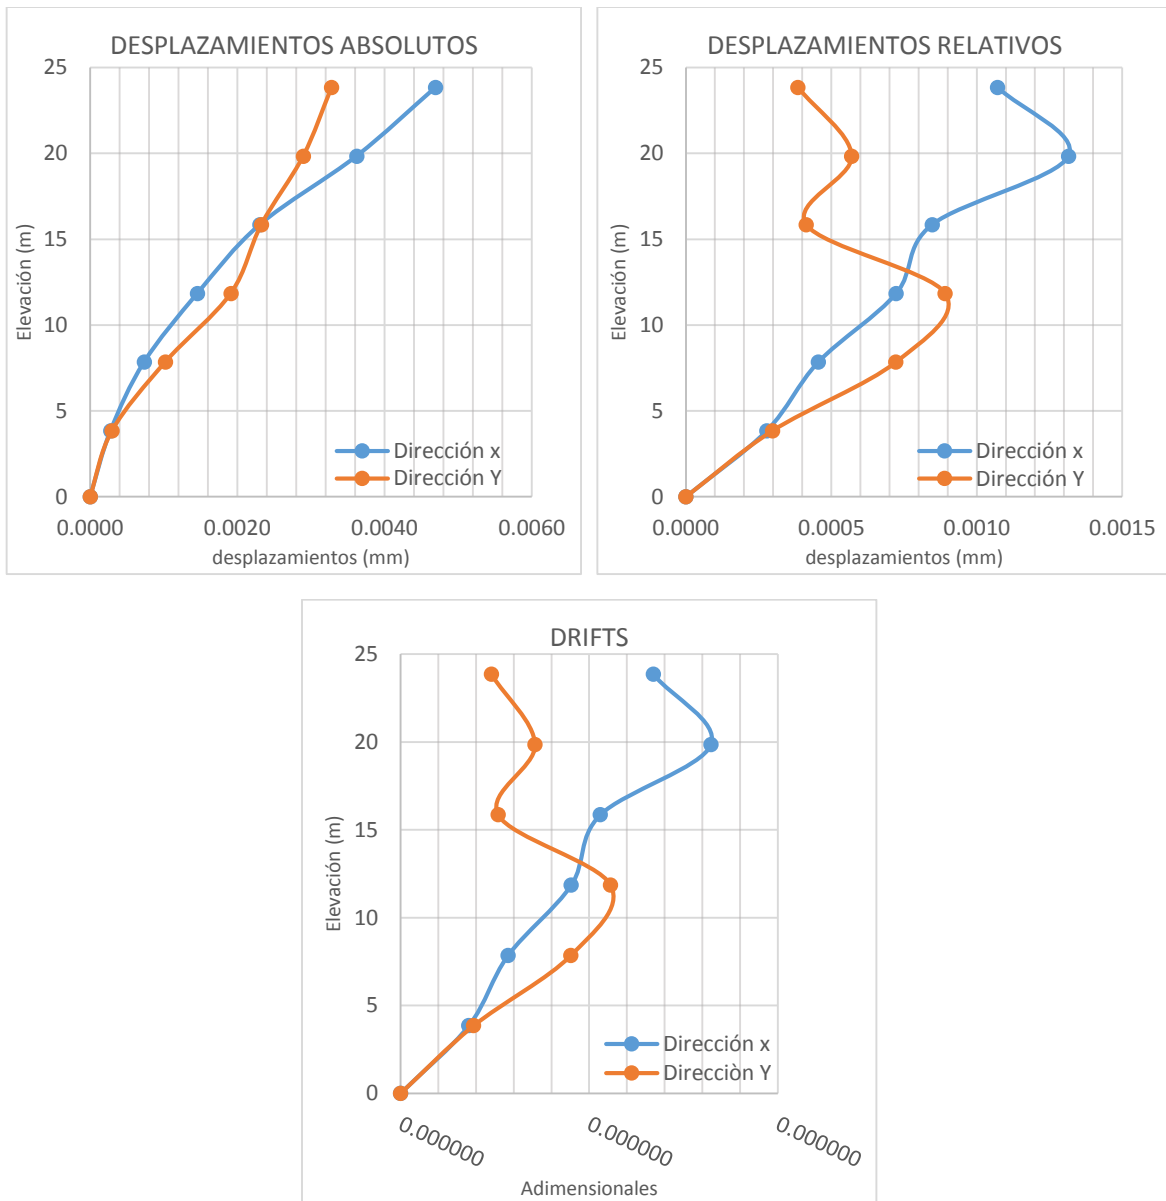 DESPLAZAMIENTOS ABSOLUTOS
25
20
15
10
5
0
Elevación (m)
Dirección x
Dirección Y
0.0000
0.0020
0.0040
0.0060
desplazamientos (mm)
DESPLAZAMIENTOS RELATIVOS
25
20
15
10
5
0
Elevación (m)
Dirección x
Dirección Y
0.0000
0.0005
0.0010
0.0015
desplazamientos (mm)
DRIFTS
25
20
15
10
5
0
Elevación (m)
Dirección x
Direcciòn Y
0.000000
0.000000
0.000000
Adimensionales